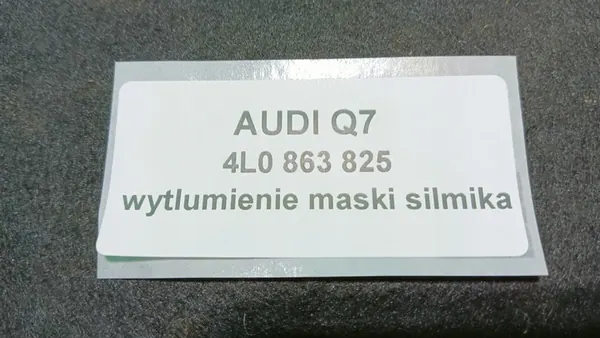 AUDI Q7
4L0 863 825
wytlumienie maski silmika